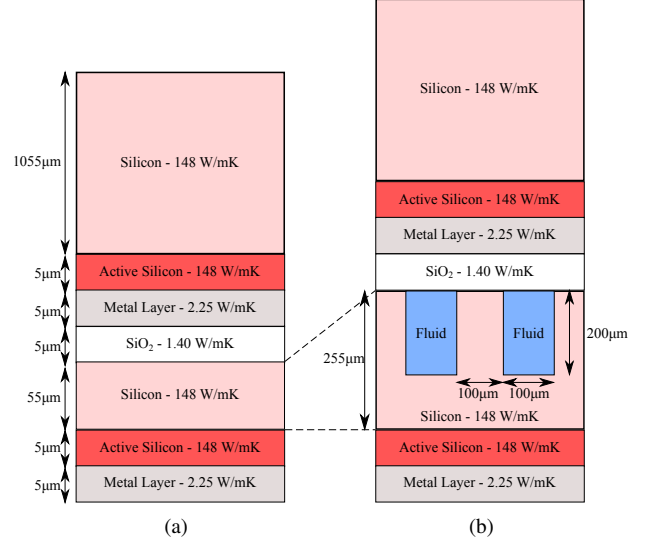 Silicon - 148 W/mK
1055μm
Silicon - 148 W/mK
Active Silicon - 148 W/mK
5μm
Metal Layer - 2.25 W/mK
5μm
SiO₂ - 1.40 W/mK
5μm
Silicon - 148 W/mK
55μm
Active Silicon - 148 W/mK
5μm
Metal Layer - 2.25 W/mK
5μm
(a)
Active Silicon - 148 W/mK
Metal Layer - 2.25 W/mK
SiO₂ - 1.40 W/mK
Fluid
Fluid
200μm
255μm
100μm
100μm
Silicon - 148 W/mK
Active Silicon - 148 W/mK
Metal Layer - 2.25 W/mK
(b)